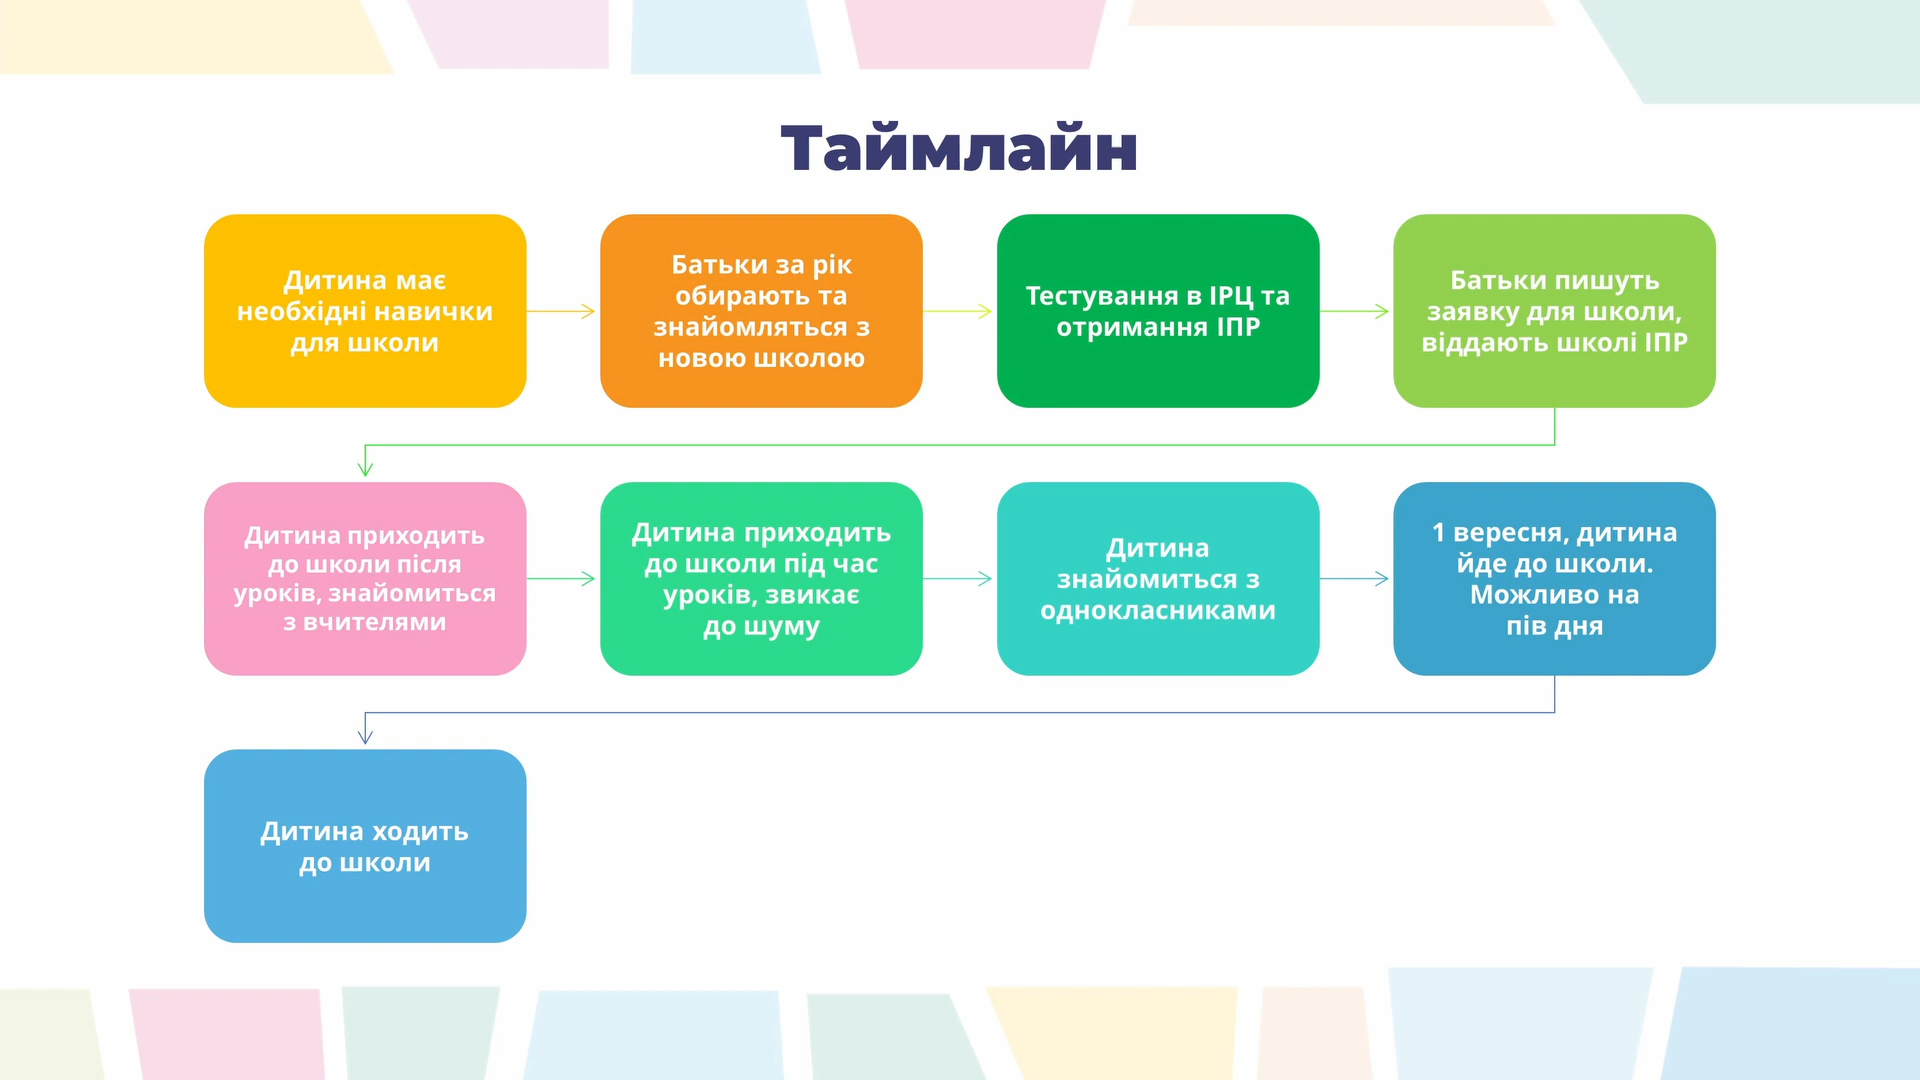 Таймлайн
Дитина має
необхідні навички
для школи
Батьки за рік
обирають та
знайомляться з
новою школою
Тестування в ІРЦ та
отримання ІПР
Батьки пишуть
заявку для школи,
віддають школі ІПР
Дитина приходить
до школи після
уроків, знайомиться
з вчителями
Дитина приходить
до школи під час
уроків, звикає
до шуму
Дитина
знайомиться з
однокласниками
1 вересня, дитина
йде до школи.
Можливо на
пів дня
Дитина ходить
до школи